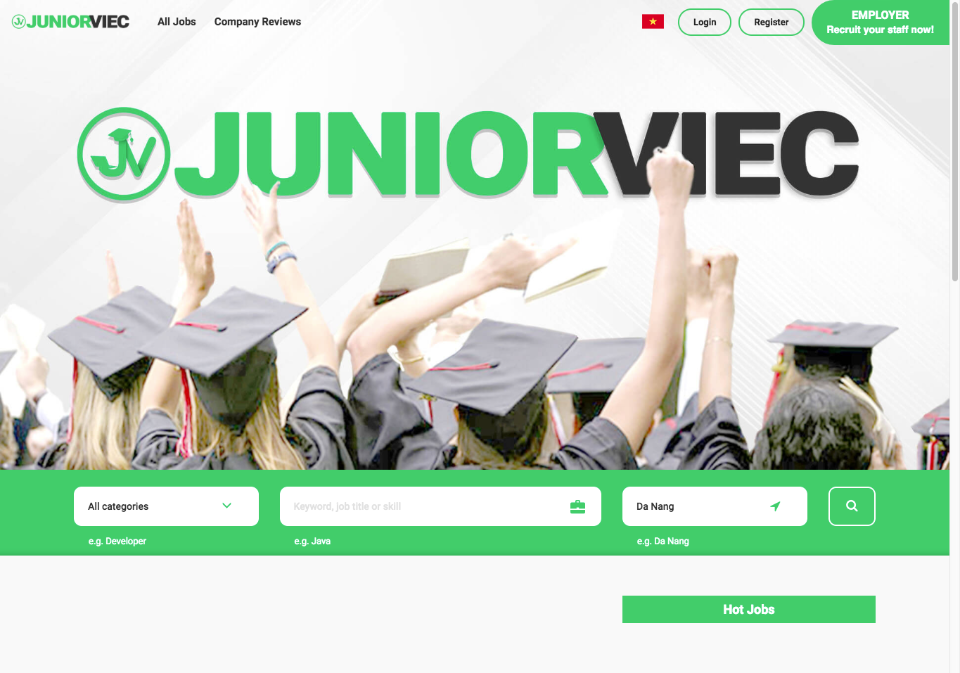 JV JUNIORVIEC
All Jobs
Company Reviews
Login
Register
EMPLOYER
Recruit your staff now!
JV JUNIORVIEC
All categories
Keyword, job title or skill
Da Nang
e.g. Developer
e.g. Java
e.g. Da Nang
Hot Jobs